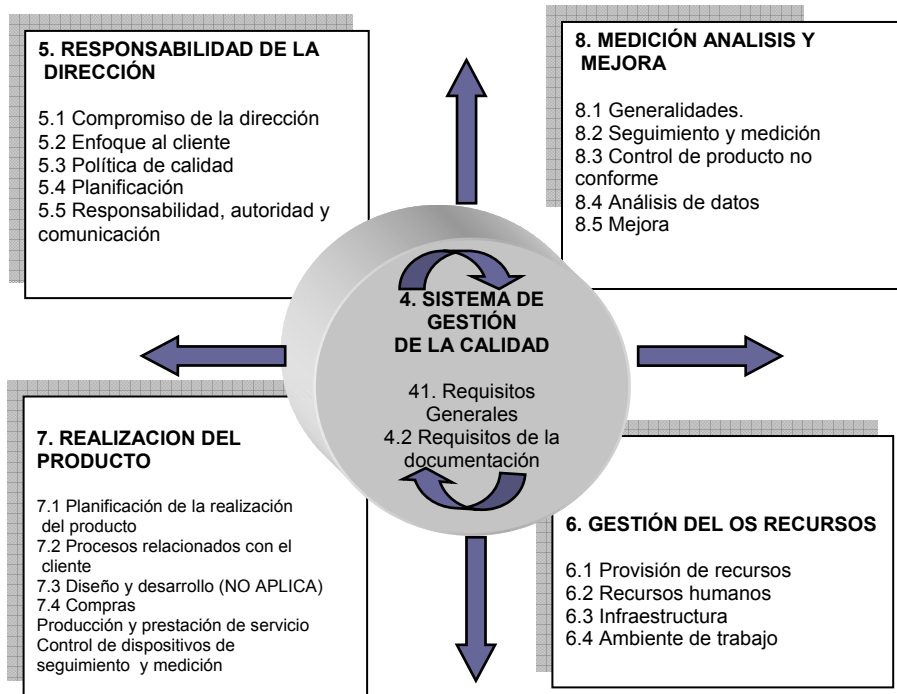 5. RESPONSABILIDAD DE LA
DIRECCIÓN
5.1 Compromiso de la dirección
5.2 Enfoque al cliente
5.3 Política de calidad
5.4 Planificación
5.5 Responsabilidad, autoridad y
comunicación
8. MEDICIÓN ANALISIS Y
MEJORA
8.1 Generalidades.
8.2 Seguimiento y medición
8.3 Control de producto no
conforme
8.4 Análisis de datos
8.5 Mejora
4. SISTEMA DE
GESTIÓN
DE LA CALIDAD
41. Requisitos
Generales
4.2 Requisitos de la
documentación
7. REALIZACION DEL
PRODUCTO
7.1 Planificación de la realización
del producto
7.2 Procesos relacionados con el
cliente
7.3 Diseño y desarrollo (NO APLICA)
7.4 Compras
Producción y prestación de servicio
Control de dispositivos de
seguimiento y medición
6. GESTIÓN DEL OS RECURSOS
6.1 Provisión de recursos
6.2 Recursos humanos
6.3 Infraestructura
6.4 Ambiente de trabajo